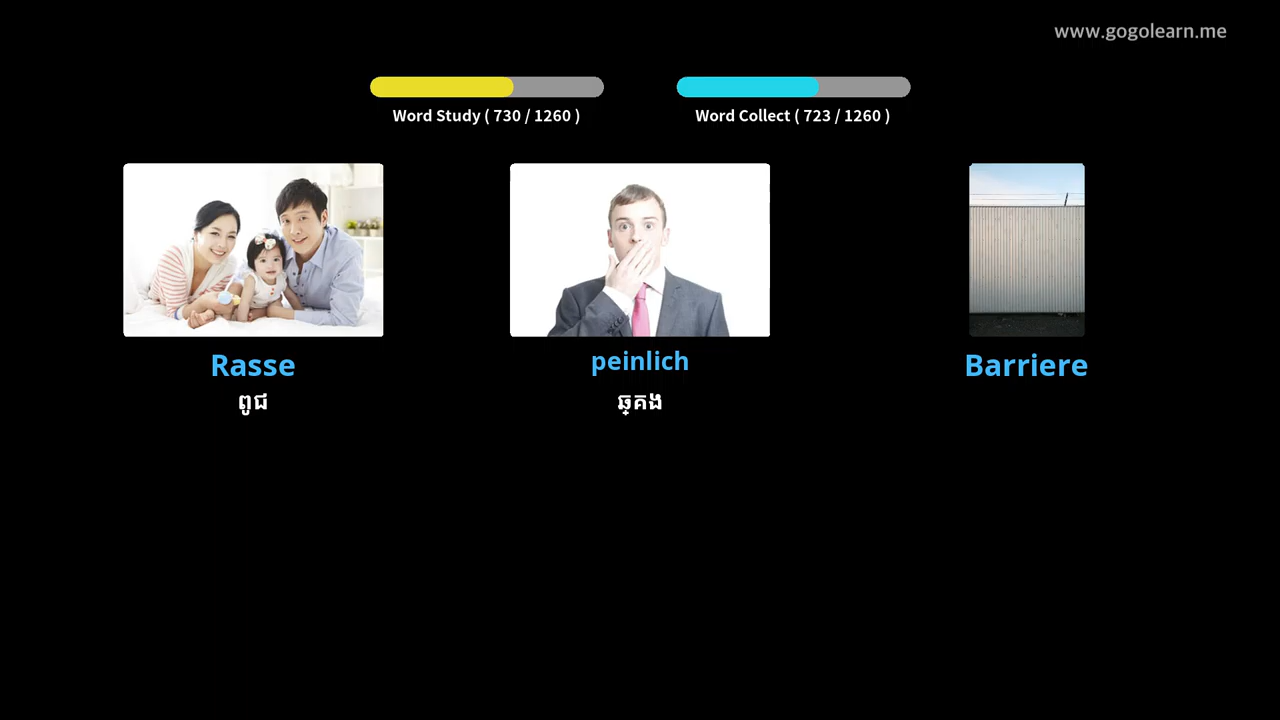 www.gogolearn.me
Word Study ( 730 / 1260 )
Word Collect ( 723 / 1260 )
Rasse
peinlich
Barriere
ពូជ
ឆ្គង